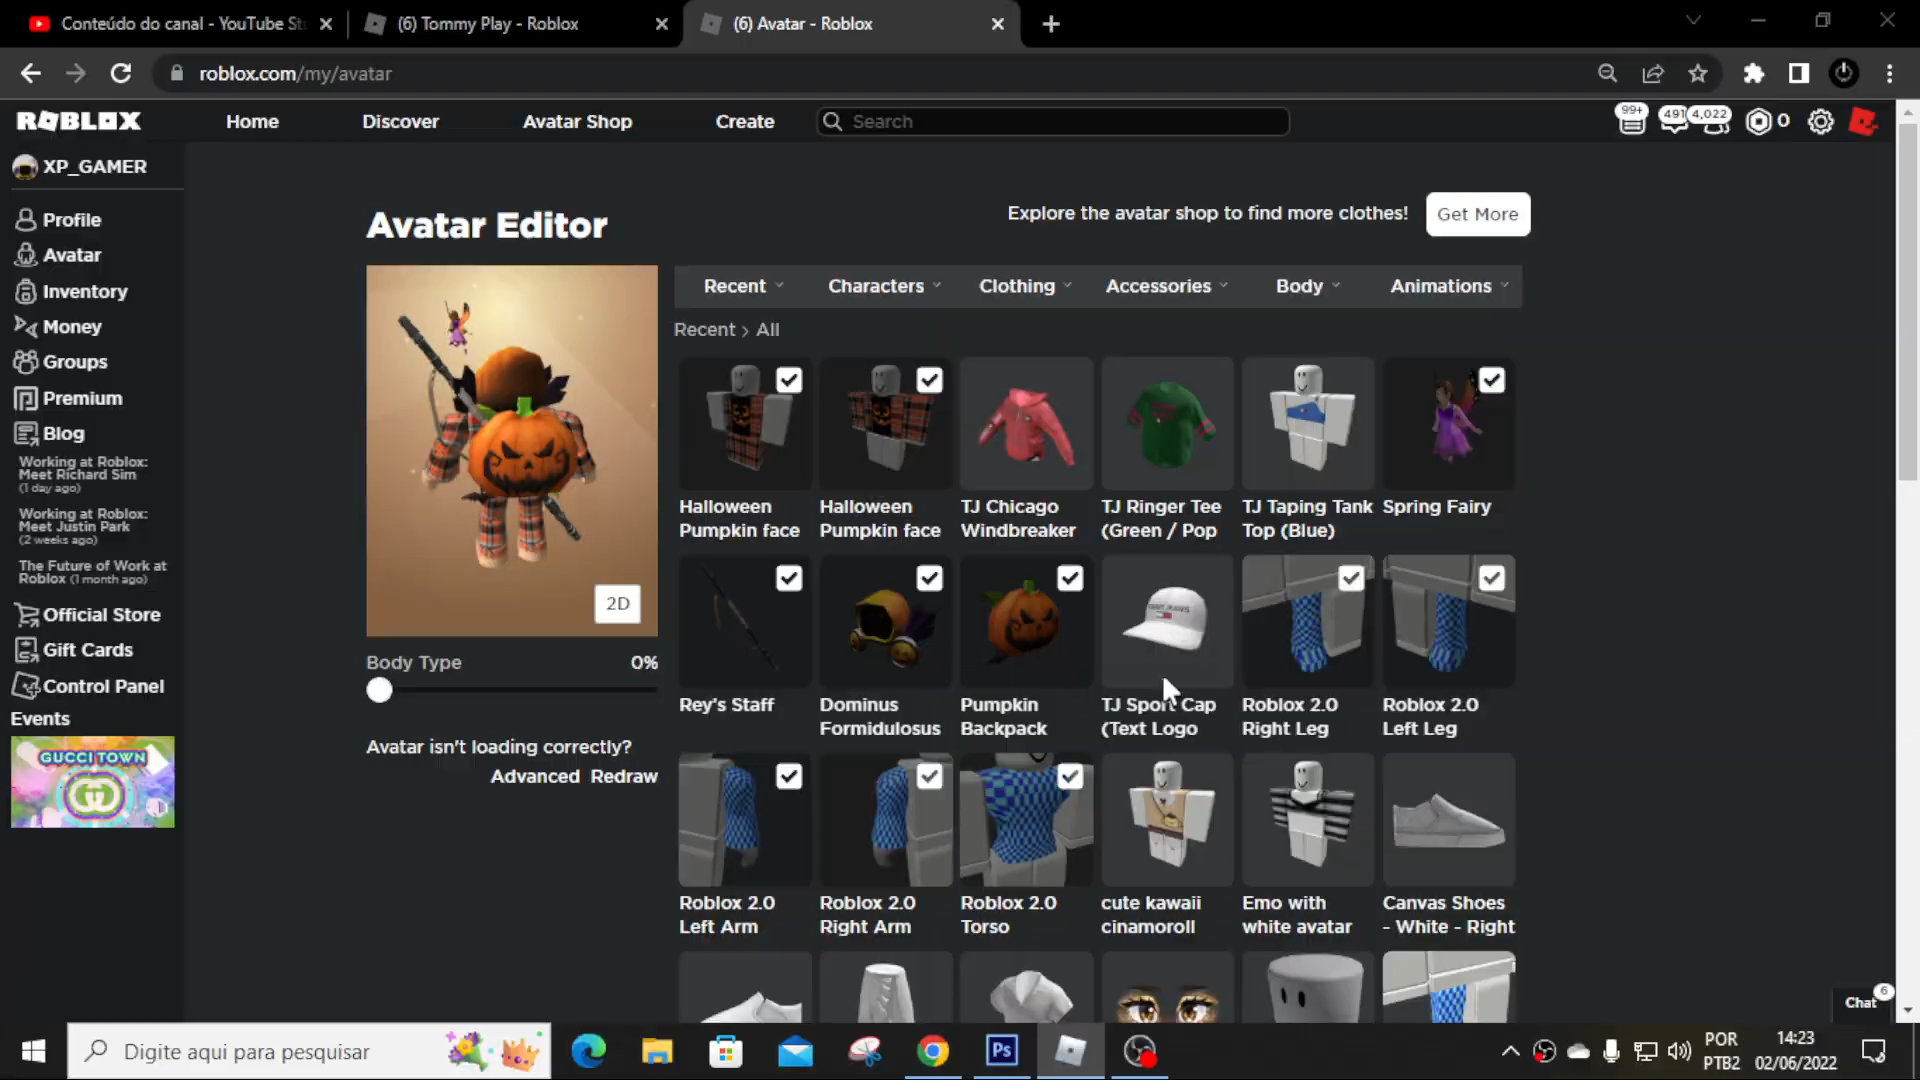 Conteúdo do canal - YouTube St
(6) Tommy Play - Roblox
(6) Avatar - Roblox
roblox.com/my/avatar
ROBLOX
Home
Discover
Avatar Shop
Create
Search
99+
491
4,022
0
XP_GAMER
Profile
Avatar
Inventory
Money
Groups
Premium
Blog
Working at Roblox:
Meet Richard Sim
(1 day ago)
Working at Roblox:
Meet Justin Park
(2 weeks ago)
The Future of Work at
Roblox (1 month ago)
Official Store
Gift Cards
Control Panel
Events
GUCCI TOWN
Avatar Editor
Explore the avatar shop to find more clothes!
Get More
2D
Body Type 0%
Avatar isn't loading correctly?
Advanced Redraw
Recent
Characters
Clothing
Accessories
Body
Animations
Recent > All
Halloween
Pumpkin face
Halloween
Pumpkin face
TJ Chicago
Windbreaker
TJ Ringer Tee
(Green / Pop
TJ Taping Tank
Top (Blue)
Spring Fairy
Rey's Staff
Dominus
Formidulosus
Pumpkin
Backpack
TOMMY JEANS
TJ Sport Cap
(Text Logo
Roblox 2.0
Right Leg
Roblox 2.0
Left Leg
Roblox 2.0
Left Arm
Roblox 2.0
Right Arm
Roblox 2.0
Torso
cute kawaii
cinamoroll
Emo with
white avatar
Canvas Shoes
- White - Right
Chat
6
Digite aqui para pesquisar
Ps
POR
PTB2
14:23
02/06/2022